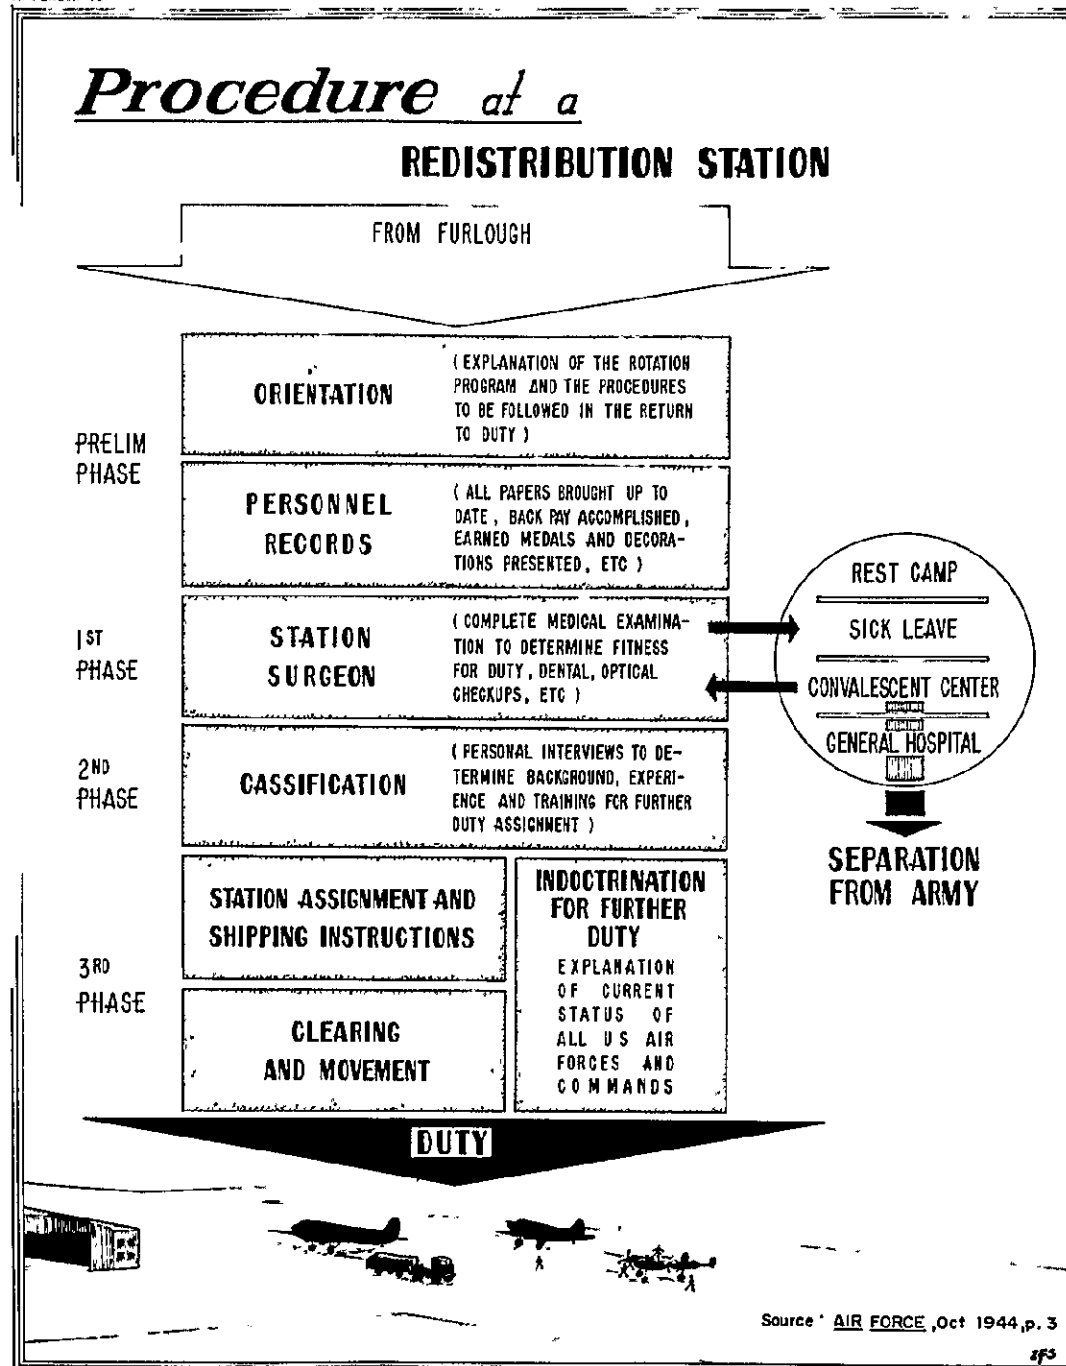 Procedure at a
REDISTRIBUTION STATION
FROM FURLOUGH
PRELIM
PHASE
ORIENTATION
( EXPLANATION OF THE ROTATION
PROGRAM AND THE PROCEDURES
TO BE FOLLOWED IN THE RETURN
TO DUTY )
PERSONNEL
RECORDS
( ALL PAPERS BROUGHT UP TO
DATE , BACK PAY ACCOMPLISHED ,
EARNED MEDALS AND DECORA-
TIONS PRESENTED, ETC )
1ST
PHASE
STATION
SURGEON
( COMPLETE MEDICAL EXAMINA-
TION TO DETERMINE FITNESS
FOR DUTY, DENTAL, OPTICAL
CHECKUPS, ETC )
REST CAMP
SICK LEAVE
CONVALESCENT CENTER
GENERAL HOSPITAL
SEPARATION
FROM ARMY
2ND
PHASE
CASSIFICATION
( PERSONAL INTERVIEWS TO DE-
TERMINE BACKGROUND, EXPERI-
ENCE AND TRAINING FOR FURTHER
DUTY ASSIGNMENT )
3RD
PHASE
STATION ASSIGNMENT AND
SHIPPING INSTRUCTIONS
CLEARING
AND MOVEMENT
INDOCTRINATION
FOR FURTHER
DUTY
EXPLANATION
OF CURRENT
STATUS OF
ALL US AIR
FORCES AND
COMMANDS
DUTY
Source ' AIR FORCE , Oct 1944, p. 3